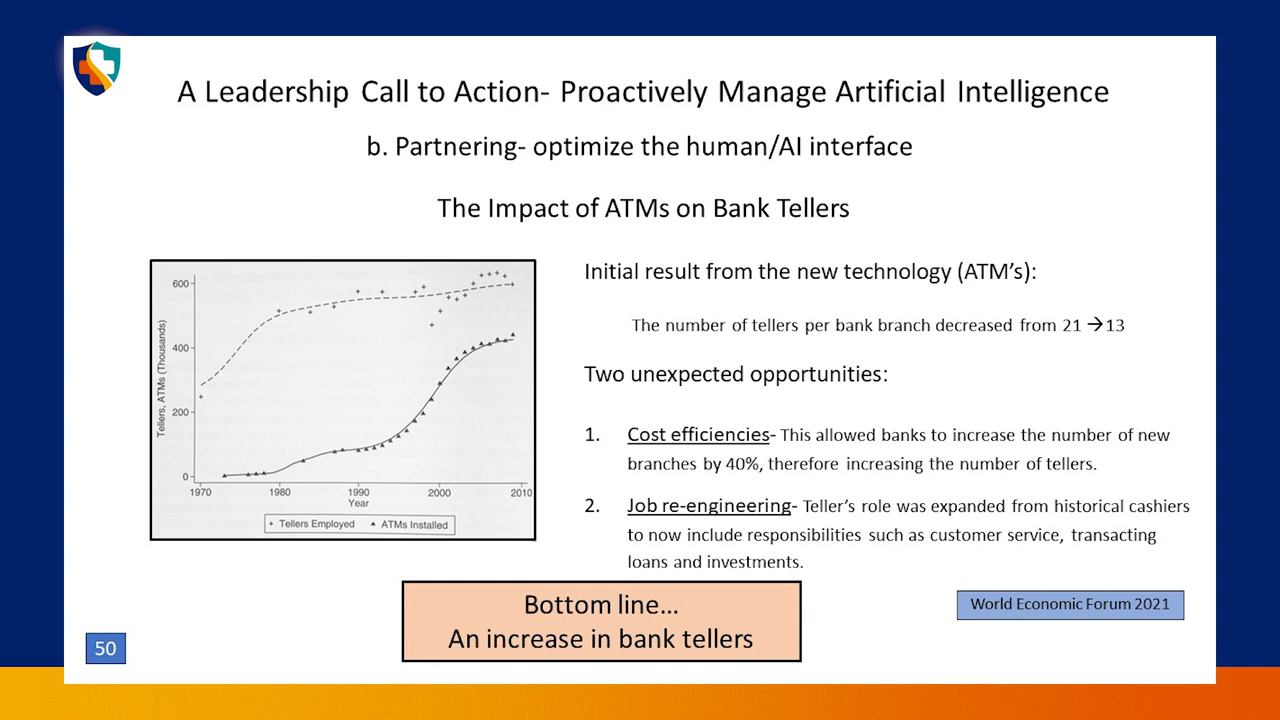 A Leadership Call to Action- Proactively Manage Artificial Intelligence
b. Partnering- optimize the human/AI interface
The Impact of ATMs on Bank Tellers
600
400
200
0
Tellers, ATMs (Thousands)
1970 1980 1990 2000 2010
Year
+ Tellers Employed ▲ ATMs Installed
Initial result from the new technology (ATM's):
The number of tellers per bank branch decreased from 21 →13
Two unexpected opportunities:
1. Cost efficiencies- This allowed banks to increase the number of new
branches by 40%, therefore increasing the number of tellers.
2. Job re-engineering- Teller's role was expanded from historical cashiers
to now include responsibilities such as customer service, transacting
loans and investments.
Bottom line...
An increase in bank tellers
World Economic Forum 2021
50